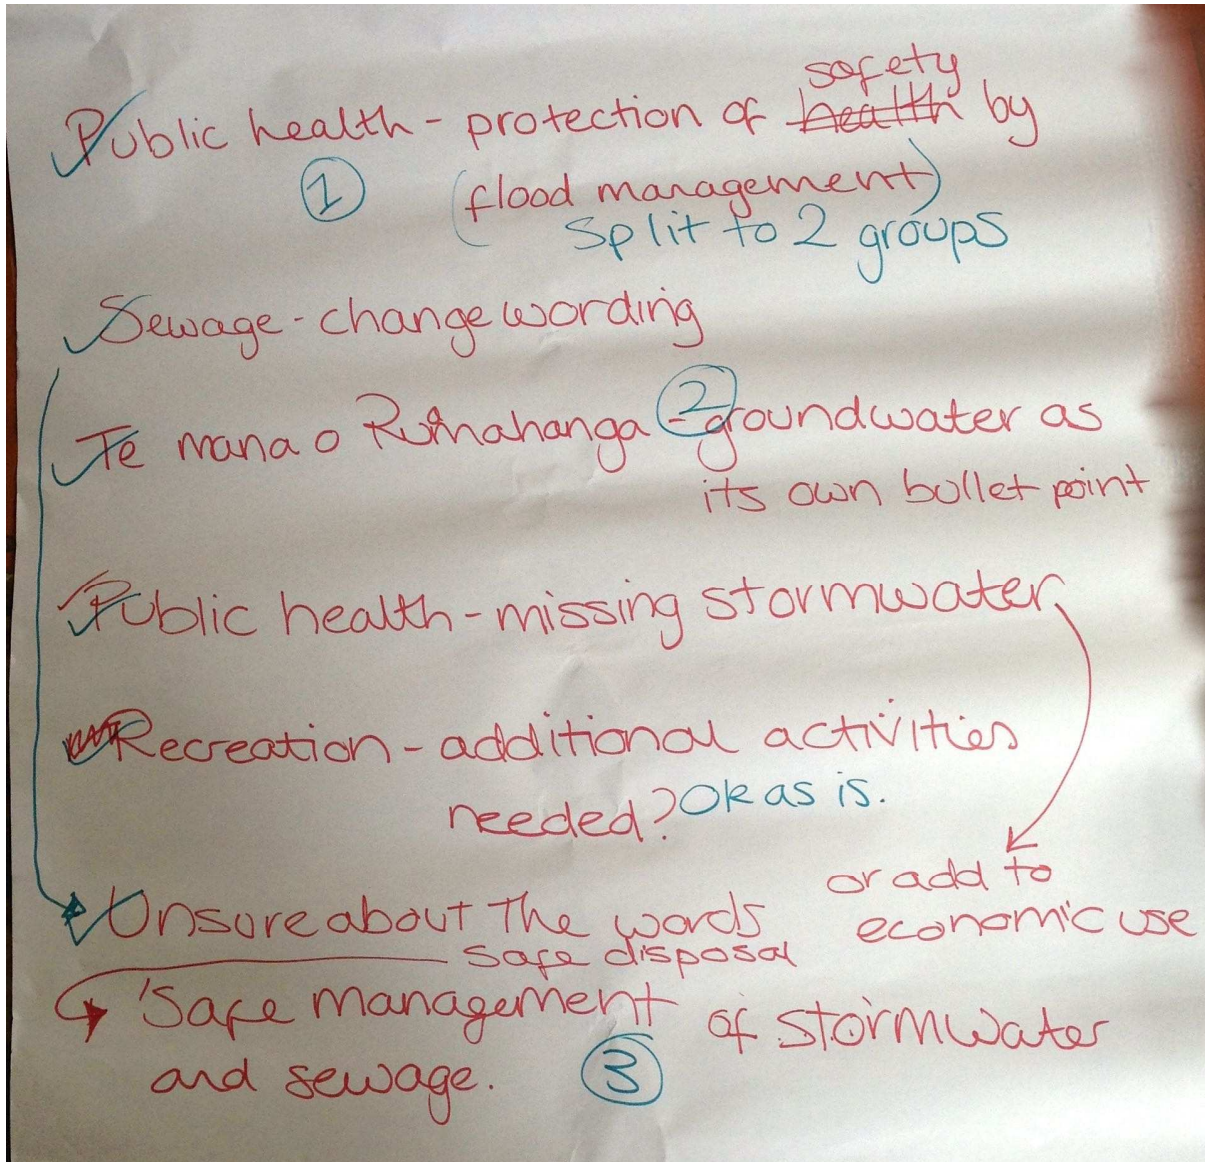 safety
Public health - protection of health by
1 (flood management)
Split to 2 groups
Sewage - change wording
Te mana o Ruamahanga - 2 groundwater as
its own bullet point
Public health - missing stormwater
Recreation - additional activities
needed? Ok as is.
or add to
economic use
Unsure about the words
safe disposal
'Safe management of stormwater
and sewage. 3